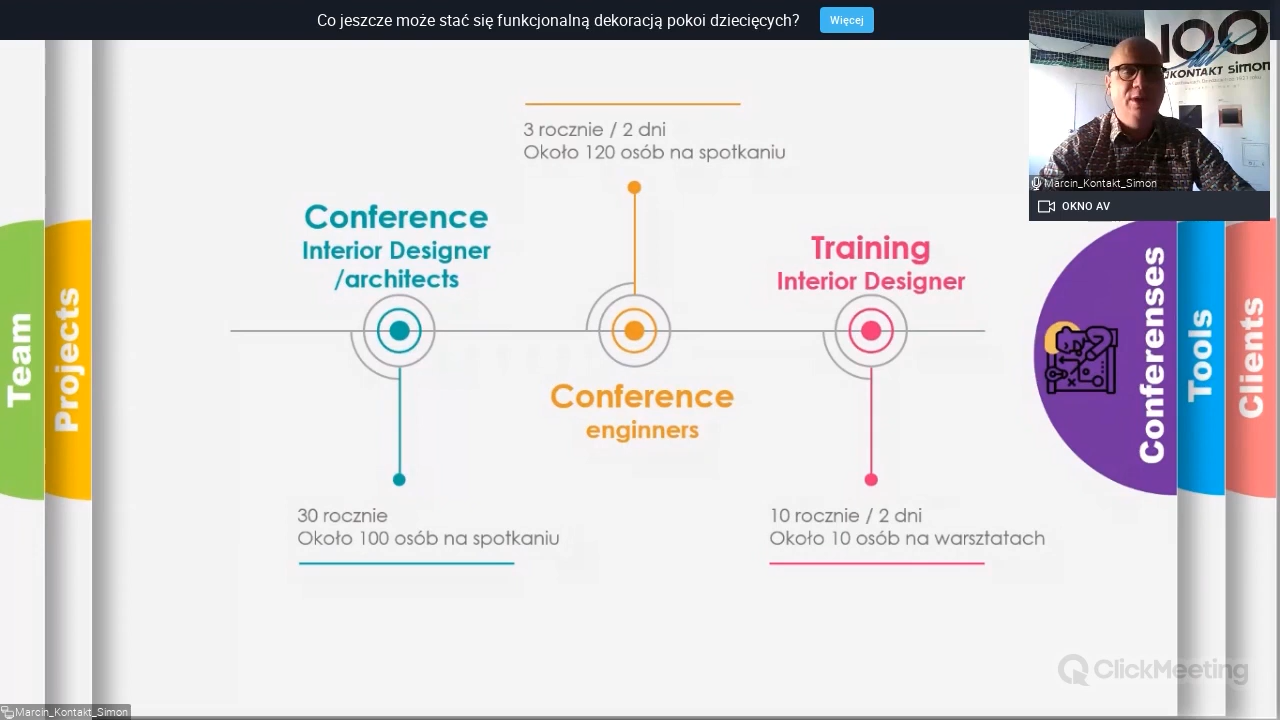 Co jeszcze może stać się funkcjonalną dekoracją pokoi dziecięcych?
Więcej
100
KONTAKT SIMON
Marcin_Kontakt_Simon
OKNO AV
3 rocznie / 2 dni
Około 120 osób na spotkaniu
Conference
Interior Designer
/architects
Training
Interior Designer
Conference
enginners
30 rocznie
Około 100 osób na spotkaniu
10 rocznie / 2 dni
Około 10 osób na warsztatach
Team
Projects
Conferenses
Tools
Clients
ClickMeeting
Marcin_Kontakt_Simon